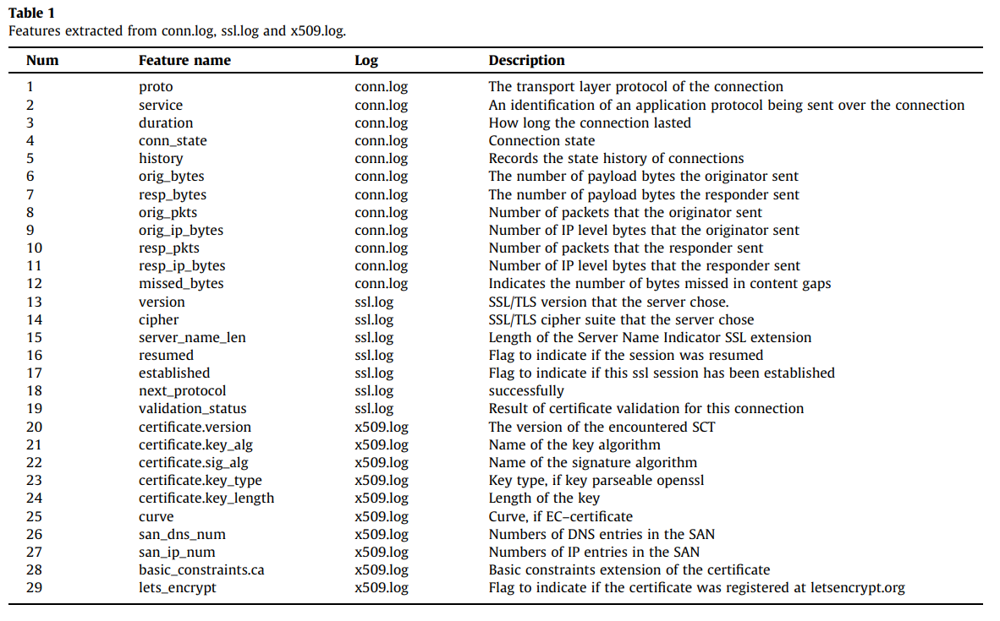 Table 1
Features extracted from conn.log, ssl.log and x509.log.
Num Feature name Log Description
1 proto conn.log The transport layer protocol of the connection
2 service conn.log An identification of an application protocol being sent over the connection
3 duration conn.log How long the connection lasted
4 conn_state conn.log Connection state
5 history conn.log Records the state history of connections
6 orig_bytes conn.log The number of payload bytes the originator sent
7 resp_bytes conn.log The number of payload bytes the responder sent
8 orig_pkts conn.log Number of packets that the originator sent
9 orig_ip_bytes conn.log Number of IP level bytes that the originator sent
10 resp_pkts conn.log Number of packets that the responder sent
11 resp_ip_bytes conn.log Number of IP level bytes that the responder sent
12 missed_bytes conn.log Indicates the number of bytes missed in content gaps
13 version ssl.log SSL/TLS version that the server chose.
14 cipher ssl.log SSL/TLS cipher suite that the server chose
15 server_name_len ssl.log Length of the Server Name Indicator SSL extension
16 resumed ssl.log Flag to indicate if the session was resumed
17 established ssl.log Flag to indicate if this ssl session has been established
18 next_protocol ssl.log successfully
19 validation_status ssl.log Result of certificate validation for this connection
20 certificate.version x509.log The version of the encountered SCT
21 certificate.key_alg x509.log Name of the key algorithm
22 certificate.sig_alg x509.log Name of the signature algorithm
23 certificate.key_type x509.log Key type, if key parseable openssl
24 certificate.key_length x509.log Length of the key
25 curve x509.log Curve, if EC–certificate
26 san_dns_num x509.log Numbers of DNS entries in the SAN
27 san_ip_num x509.log Numbers of IP entries in the SAN
28 basic_constraints.ca x509.log Basic constraints extension of the certificate
29 lets_encrypt x509.log Flag to indicate if the certificate was registered at letsencrypt.org